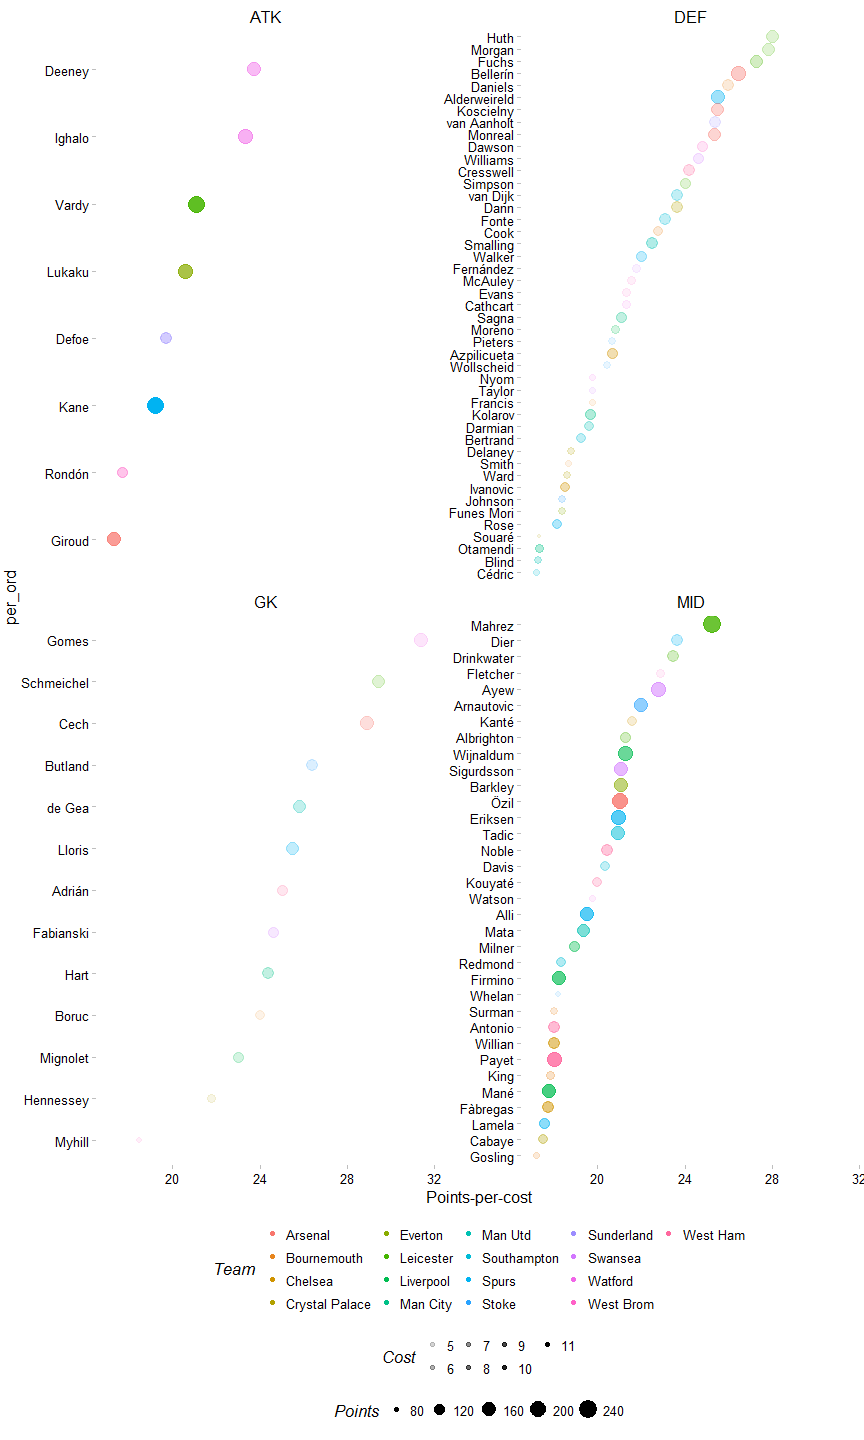 ATK
Deeney
Ighalo
Vardy
Lukaku
Defoe
Kane
Rondón
Giroud
DEF
Huth
Morgan
Fuchs
Bellerín
Daniels
Alderweireld
Koscielny
van Aanholt
Monreal
Dawson
Williams
Cresswell
Simpson
van Dijk
Dann
Fonte
Cook
Smalling
Walker
Fernández
McAuley
Evans
Cathcart
Sagna
Moreno
Pieters
Azpilicueta
Wollscheid
Nyom
Taylor
Francis
Kolarov
Darmian
Bertrand
Delaney
Smith
Ward
Ivanovic
Johnson
Funes Mori
Rose
Souaré
Otamendi
Blind
Cédric
per_ord
GK
Gomes
Schmeichel
Cech
Butland
de Gea
Lloris
Adrián
Fabianski
Hart
Boruc
Mignolet
Hennessey
Myhill
20 24 28 32
MID
Mahrez
Dier
Drinkwater
Fletcher
Ayew
Arnautovic
Kanté
Albrighton
Wijnaldum
Sigurdsson
Barkley
Özil
Eriksen
Tadic
Noble
Davis
Kouyaté
Watson
Alli
Mata
Milner
Redmond
Firmino
Whelan
Surman
Antonio
Willian
Payet
King
Mané
Fàbregas
Lamela
Cabaye
Gosling
20 24 28 32
Points-per-cost
Team
Arsenal Everton Man Utd Sunderland West Ham
Bournemouth Leicester Southampton Swansea
Chelsea Liverpool Spurs Watford
Crystal Palace Man City Stoke West Brom
Cost
5 7 9 11
6 8 10
Points 80 120 160 200 240